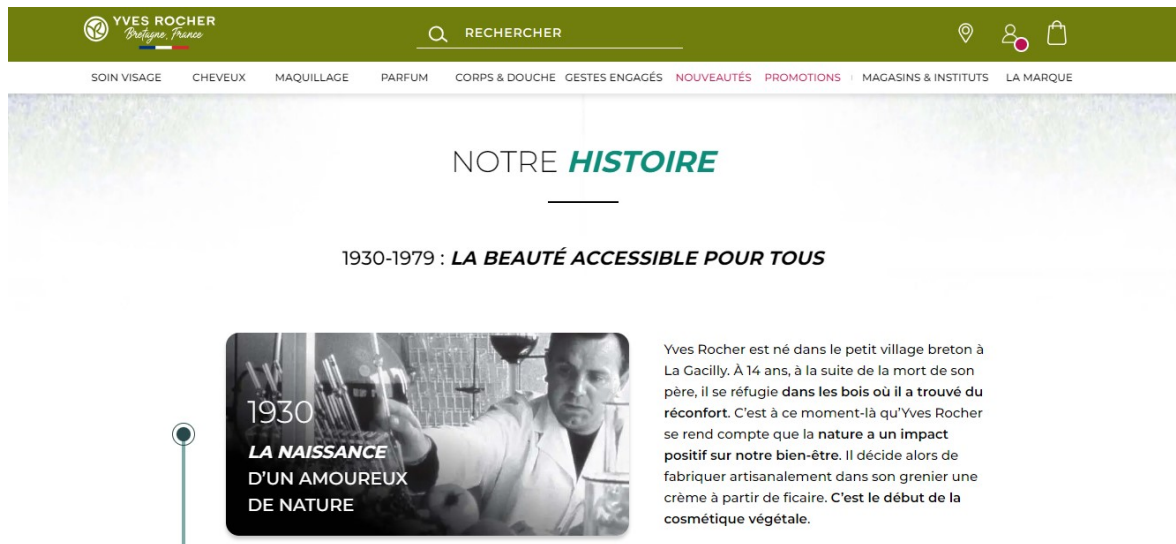 YVES ROCHER
Bretagne, France
RECHERCHER
SOIN VISAGE CHEVEUX MAQUILLAGE PARFUM CORPS & DOUCHE GESTES ENGAGÉS NOUVEAUTÉS PROMOTIONS MAGASINS & INSTITUTS LA MARQUE
NOTRE HISTOIRE
1930-1979 : LA BEAUTÉ ACCESSIBLE POUR TOUS
1930
LA NAISSANCE
D'UN AMOUREUX
DE NATURE
Yves Rocher est né dans le petit village breton à
La Gacilly. À 14 ans, à la suite de la mort de son
père, il se réfugie dans les bois où il a trouvé du
réconfort. C'est à ce moment-là qu'Yves Rocher
se rend compte que la nature a un impact
positif sur notre bien-être. Il décide alors de
fabriquer artisanalement dans son grenier une
crème à partir de ficaire. C'est le début de la
cosmétique végétale.